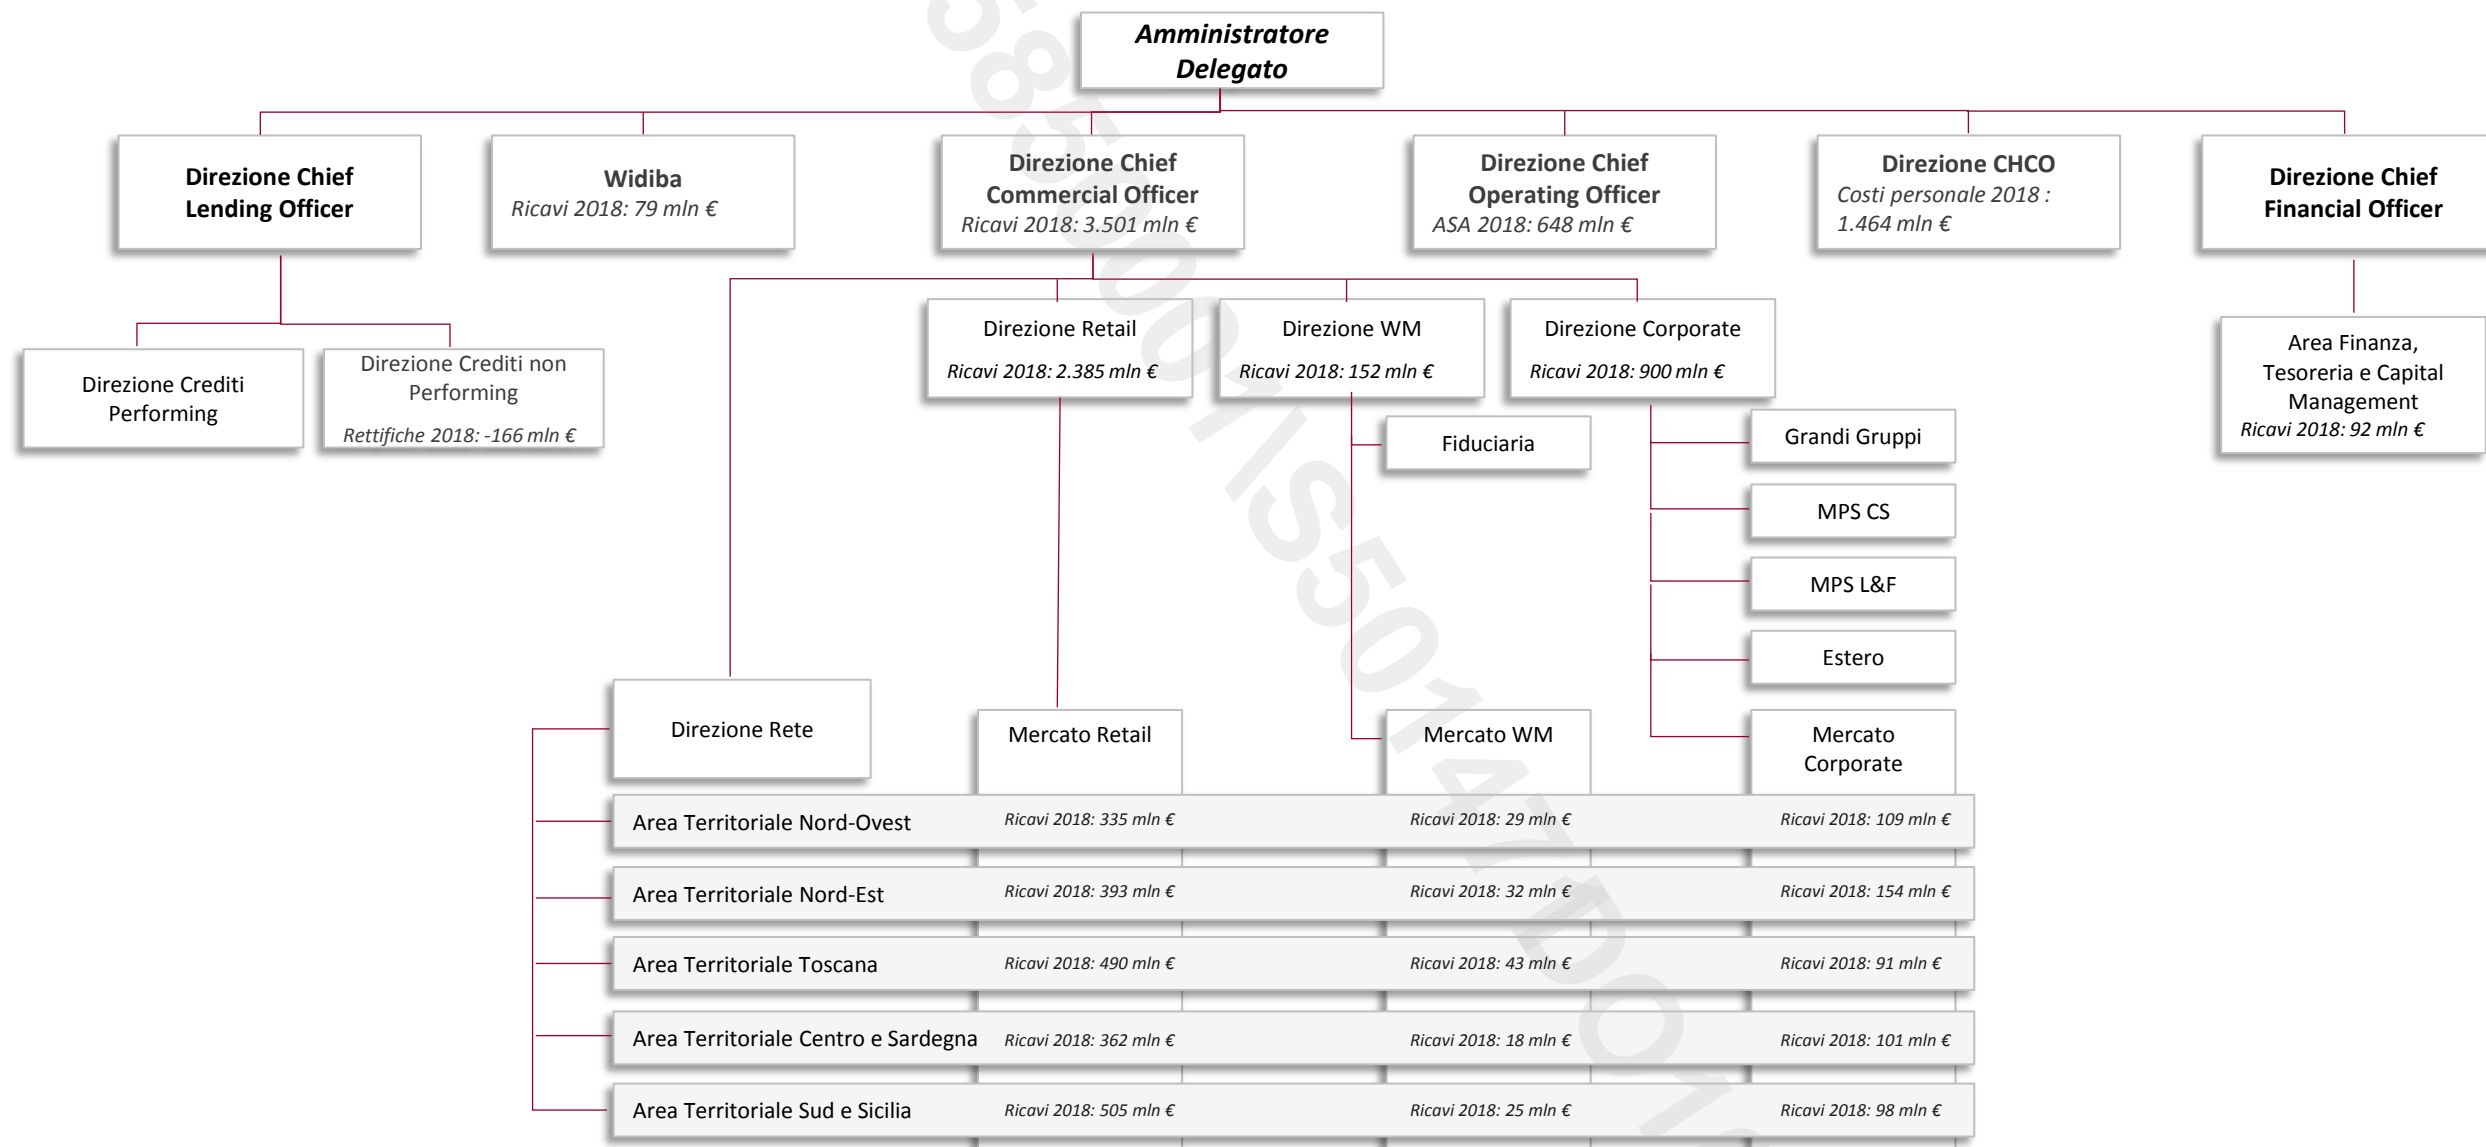 Amministratore
Delegato
Direzione Chief
Lending Officer
Widiba
Ricavi 2018: 79 mln €
Direzione Chief
Commercial Officer
Ricavi 2018: 3.501 mln €
Direzione Chief
Operating Officer
ASA 2018: 648 mln €
Direzione CHCO
Costi personale 2018 :
1.464 mln €
Direzione Chief
Financial Officer
Direzione Crediti
Performing
Direzione Crediti non
Performing
Rettifiche 2018: -166 mln €
Direzione Retail
Ricavi 2018: 2.385 mln €
Direzione WM
Ricavi 2018: 152 mln €
Direzione Corporate
Ricavi 2018: 900 mln €
Area Finanza,
Tesoreria e Capital
Management
Ricavi 2018: 92 mln €
Fiduciaria
Grandi Gruppi
MPS CS
MPS L&F
Estero
Direzione Rete
Mercato Retail
Mercato WM
Mercato
Corporate
Area Territoriale Nord-Ovest
Ricavi 2018: 335 mln €
Ricavi 2018: 29 mln €
Ricavi 2018: 109 mln €
Area Territoriale Nord-Est
Ricavi 2018: 393 mln €
Ricavi 2018: 32 mln €
Ricavi 2018: 154 mln €
Area Territoriale Toscana
Ricavi 2018: 490 mln €
Ricavi 2018: 43 mln €
Ricavi 2018: 91 mln €
Area Territoriale Centro e Sardegna
Ricavi 2018: 362 mln €
Ricavi 2018: 18 mln €
Ricavi 2018: 101 mln €
Area Territoriale Sud e Sicilia
Ricavi 2018: 505 mln €
Ricavi 2018: 25 mln €
Ricavi 2018: 98 mln €